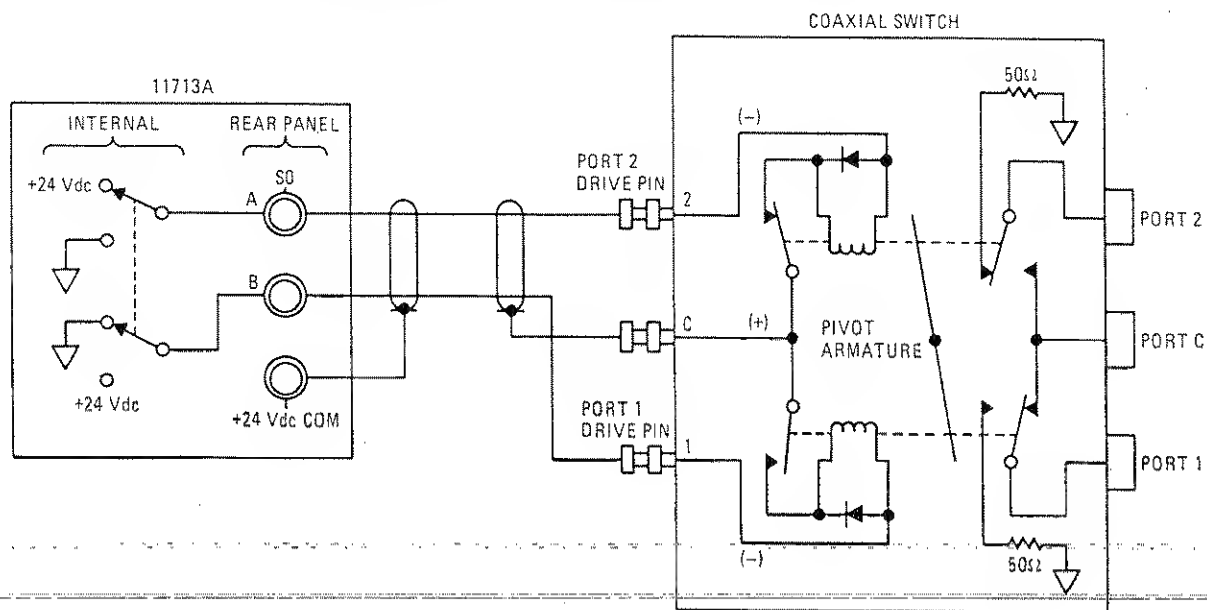 COAXIAL SWITCH
11713A
INTERNAL
REAR PANEL
+24 Vdc
S0
A
B
+24 Vdc
+24 Vdc COM
PORT 2
DRIVE PIN
2
C
PORT 1
DRIVE PIN
1
(-)
(+)
(-)
PIVOT
ARMATURE
50Ω
50Ω
PORT 2
PORT C
PORT 1